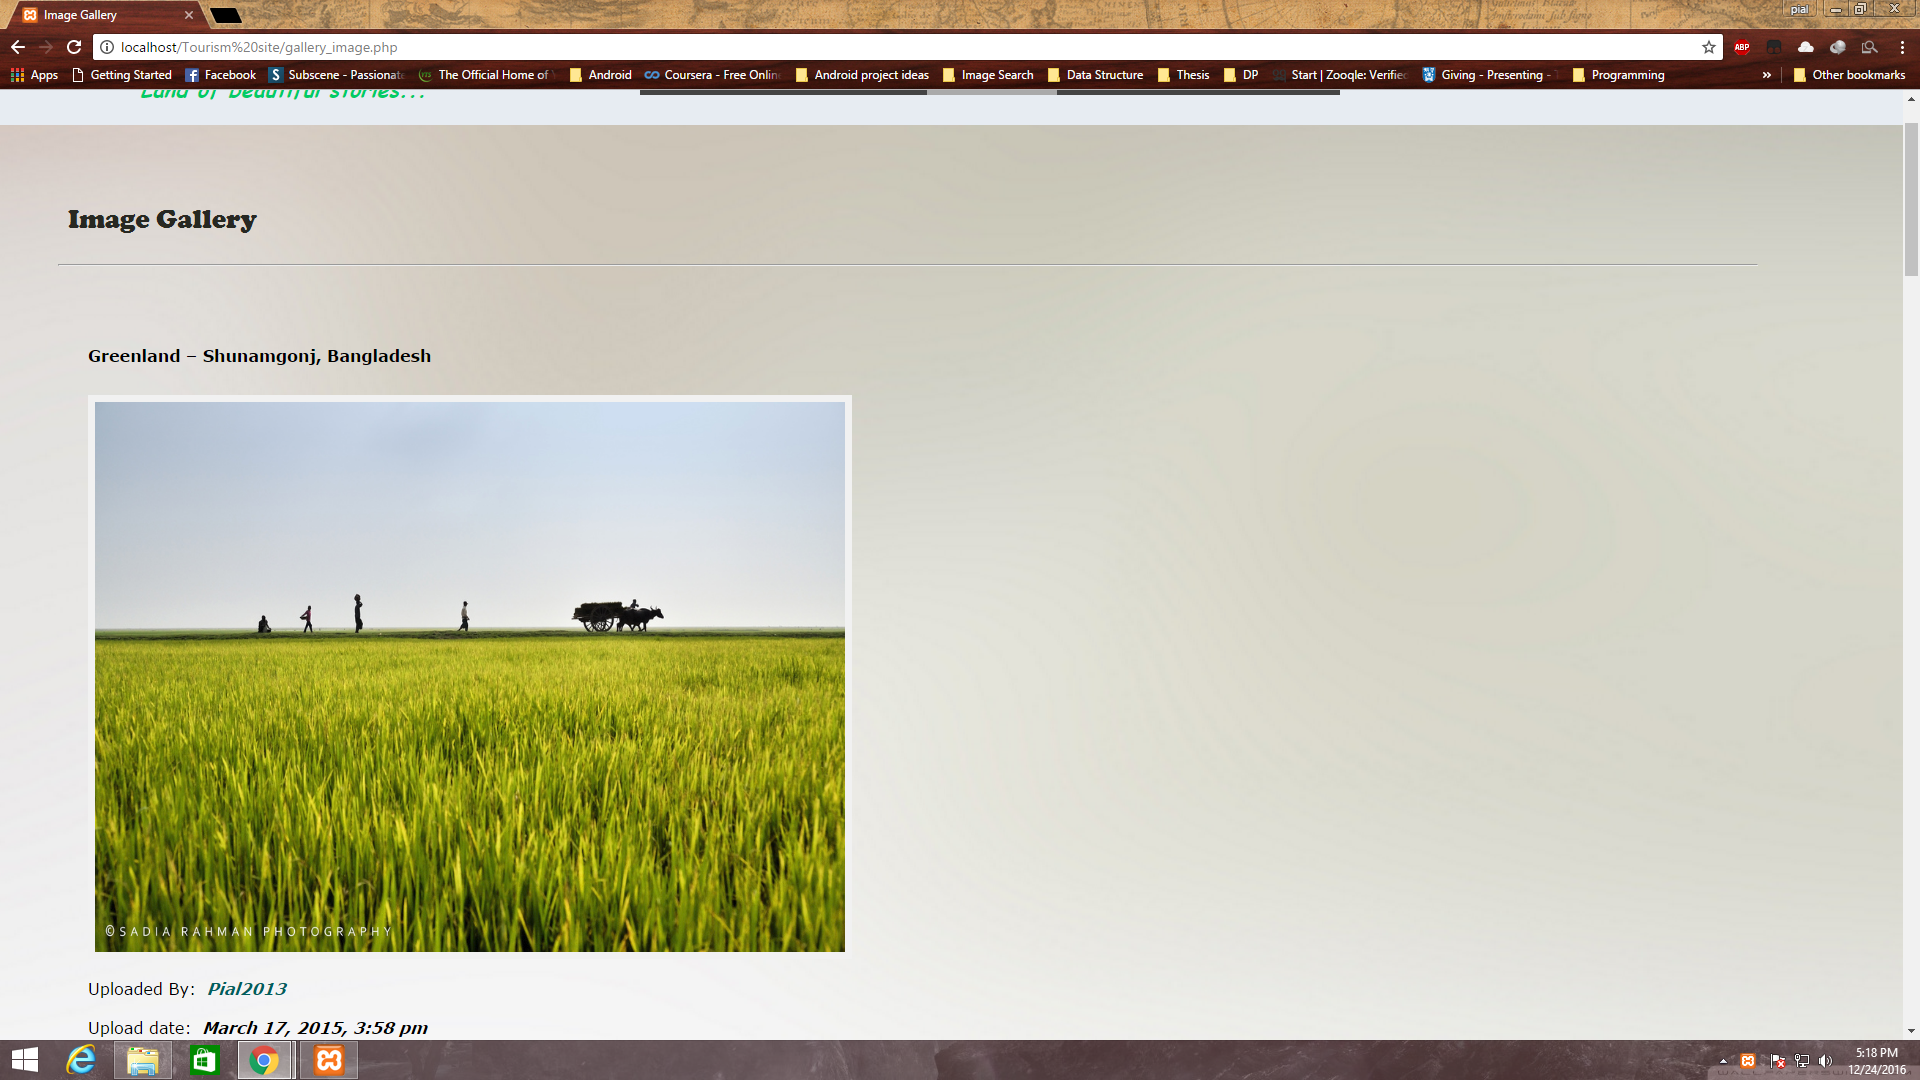 Image Gallery
pial
localhost/Tourism%20site/gallery_image.php
ABP
Apps
Getting Started
Facebook
Subscene - Passionate
The Official Home of
Android
Coursera - Free Onlin
Android project ideas
Image Search
Data Structure
Thesis
DP
Start | Zooqle: Verified
Giving - Presenting -
Programming
»
Other bookmarks
Land of beautiful stories...
Image Gallery
Greenland – Shunamgonj, Bangladesh
©SADIA RAHMAN PHOTOGRAPHY
Uploaded By: Pial2013
Upload date: March 17, 2015, 3:58 pm
5:18 PM
12/24/2016